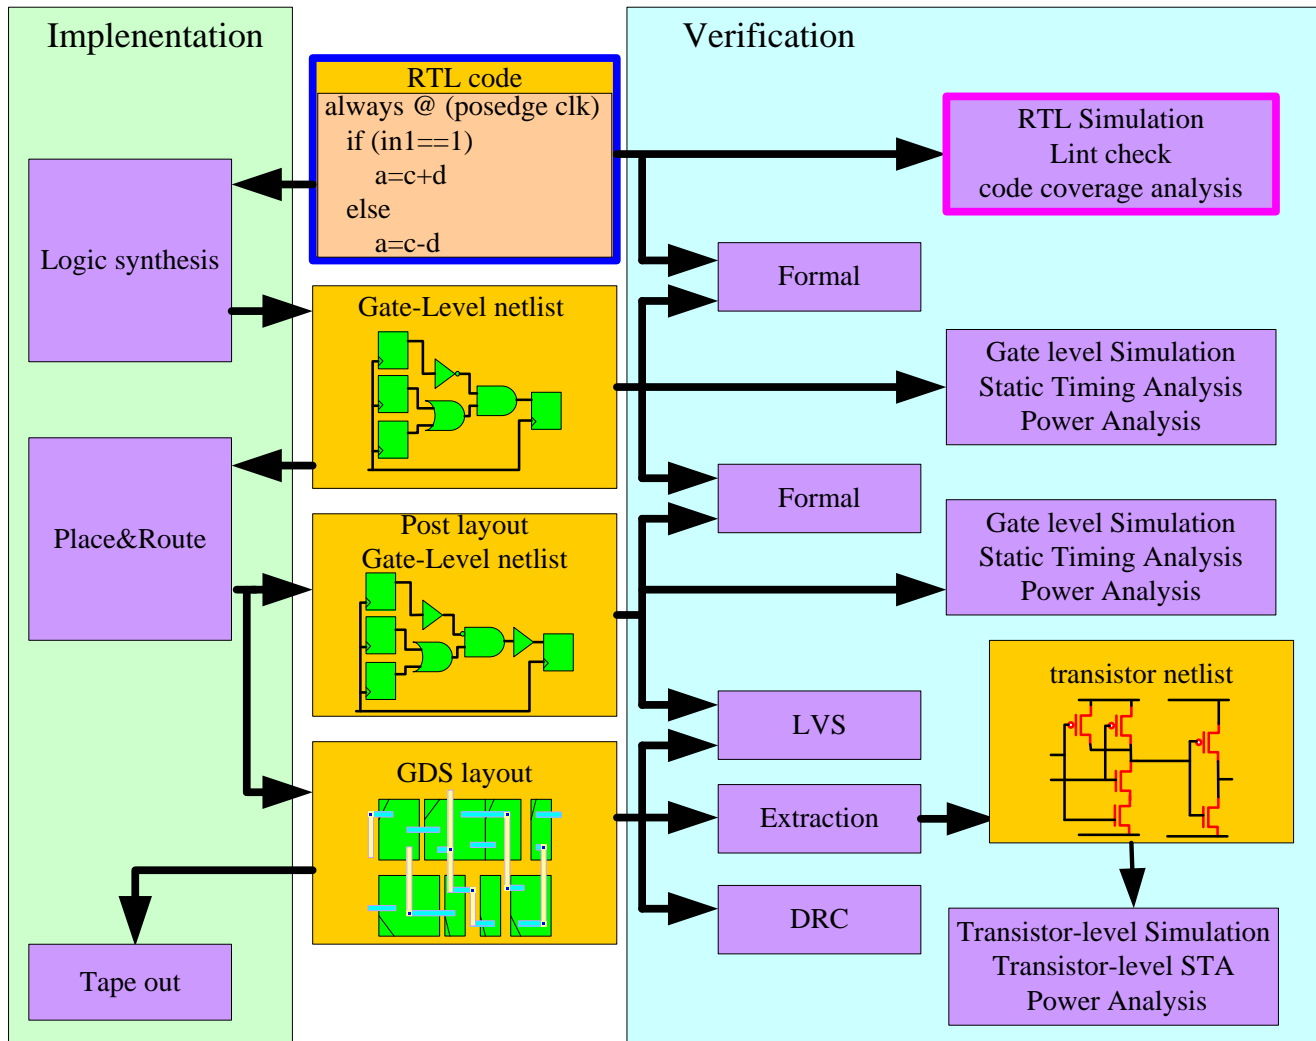 Implenentation
Verification
RTL code
always @ (posedge clk)
if (in1==1)
a=c+d
else
a=c-d
RTL Simulation
Lint check
code coverage analysis
Logic synthesis
Formal
Gate-Level netlist
Gate level Simulation
Static Timing Analysis
Power Analysis
Place&Route
Formal
Post layout
Gate-Level netlist
Gate level Simulation
Static Timing Analysis
Power Analysis
transistor netlist
LVS
GDS layout
Extraction
DRC
Transistor-level Simulation
Transistor-level STA
Power Analysis
Tape out